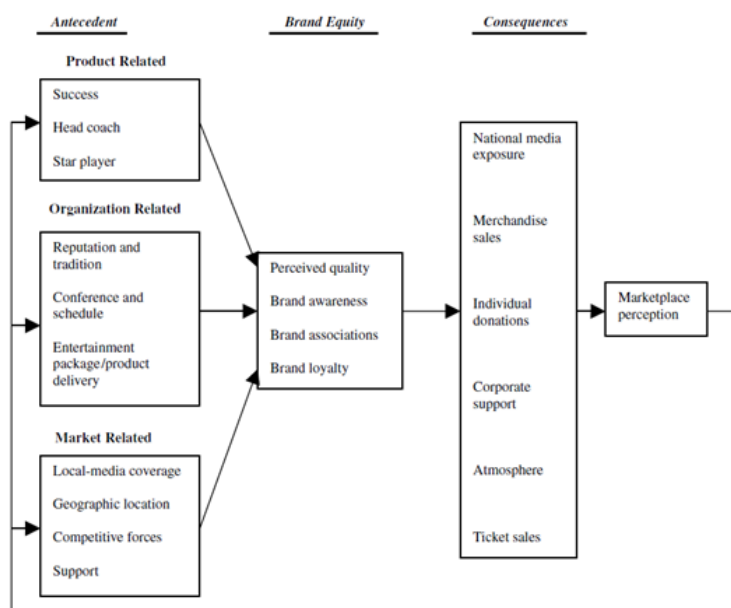 Antecedent
Brand Equity
Consequences
Product Related
Success
Head coach
Star player
Organization Related
Reputation and
tradition
Conference and
schedule
Entertainment
package/product
delivery
Market Related
Local-media coverage
Geographic location
Competitive forces
Support
Perceived quality
Brand awareness
Brand associations
Brand loyalty
National media
exposure
Merchandise
sales
Individual
donations
Corporate
support
Atmosphere
Ticket sales
Marketplace
perception